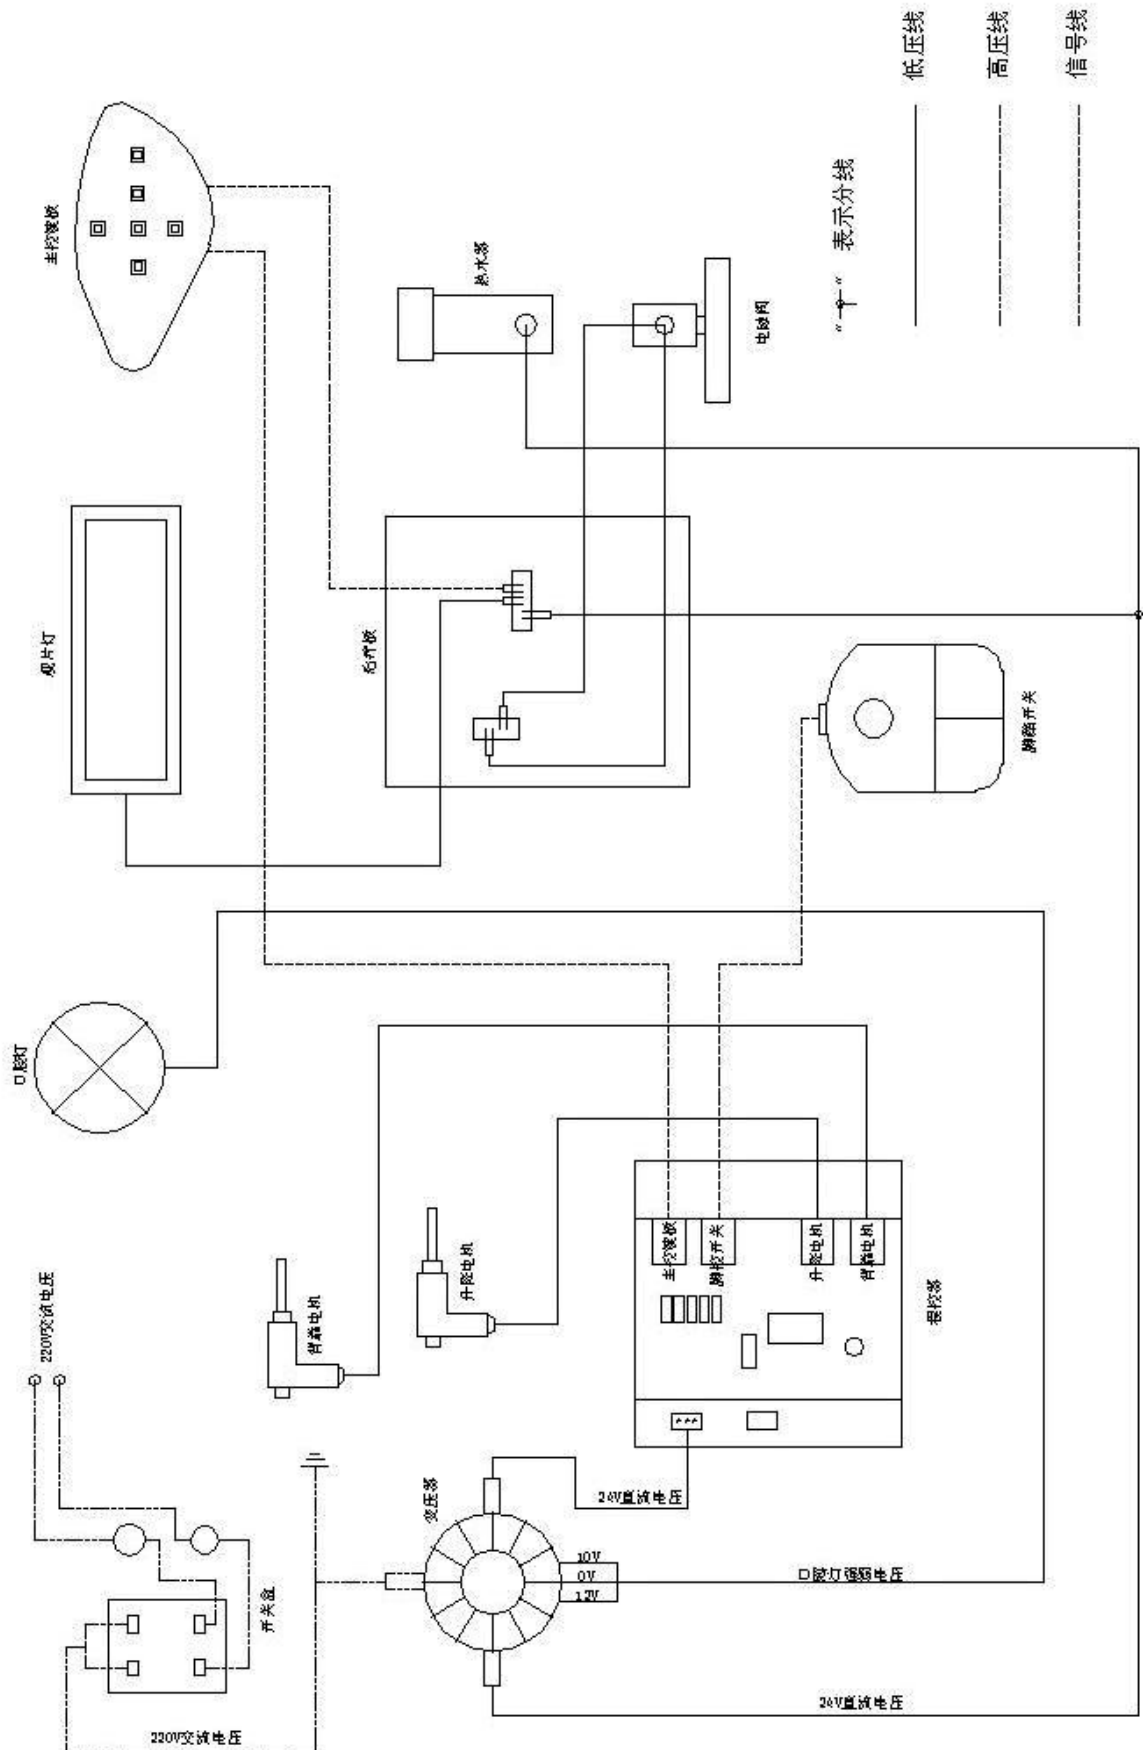 低压线
高压线
信号线
“ ” 表示分线
主控键板
热水器
电磁阀
观片灯
治疗板
脚踏开关
口腔灯
220V交流电压
背靠电机
升降电机
主控键板
脚控开关
升降电机
背靠电机
变压器
24V直流电压
10V
0V
12V
口腔灯强弱电压
开关盒
24V直流电压
220V交流电压